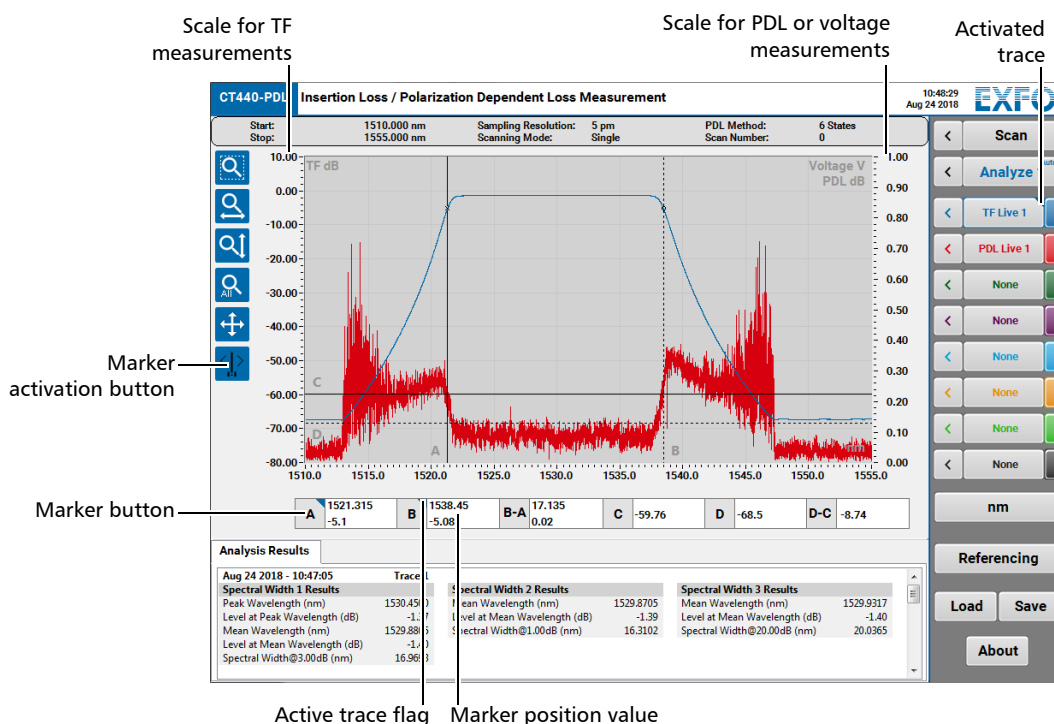 Scale for TF
measurements
Scale for PDL or voltage
measurements
Activated
trace
CT440-PDL
Insertion Loss / Polarization Dependent Loss Measurement
10:48:29
Aug 24 2018
EXFO
Start: 1510.000 nm Sampling Resolution: 5 pm PDL Method: 6 States
Stop: 1555.000 nm Scanning Mode: Single Scan Number: 0
Scan
Analyze
TF Live 1
PDL Live 1
None
None
None
None
None
None
nm
Referencing
Load Save
About
All
TF dB
Voltage V
PDL dB
10.00
0.00
-10.00
-20.00
-30.00
-40.00
-50.00
-60.00
-70.00
-80.00
1.00
0.90
0.80
0.70
0.60
0.50
0.40
0.30
0.20
0.10
0.00
C
D
A
B
nm
1510.0 1515.0 1520.0 1525.0 1530.0 1535.0 1540.0 1545.0 1550.0 1555.0
Marker
activation button
Marker button
A 1521.315 -5.1
B 1538.45 -5.08
B-A 17.135 0.02
C -59.76
D -68.5
D-C -8.74
Analysis Results
Aug 24 2018 - 10:47:05
Spectral Width 1 Results
Peak Wavelength (nm)
Level at Peak Wavelength (dB)
Mean Wavelength (nm)
Level at Mean Wavelength (dB)
Spectral Width@3.00dB (nm)
Spectral Width 2 Results
Mean Wavelength (nm) 1529.8705
Level at Mean Wavelength (dB) -1.39
Spectral Width@1.00dB (nm) 16.3102
Spectral Width 3 Results
Mean Wavelength (nm) 1529.9317
Level at Mean Wavelength (dB) -1.40
Spectral Width@20.00dB (nm) 20.0365
Active trace flag
Marker position value